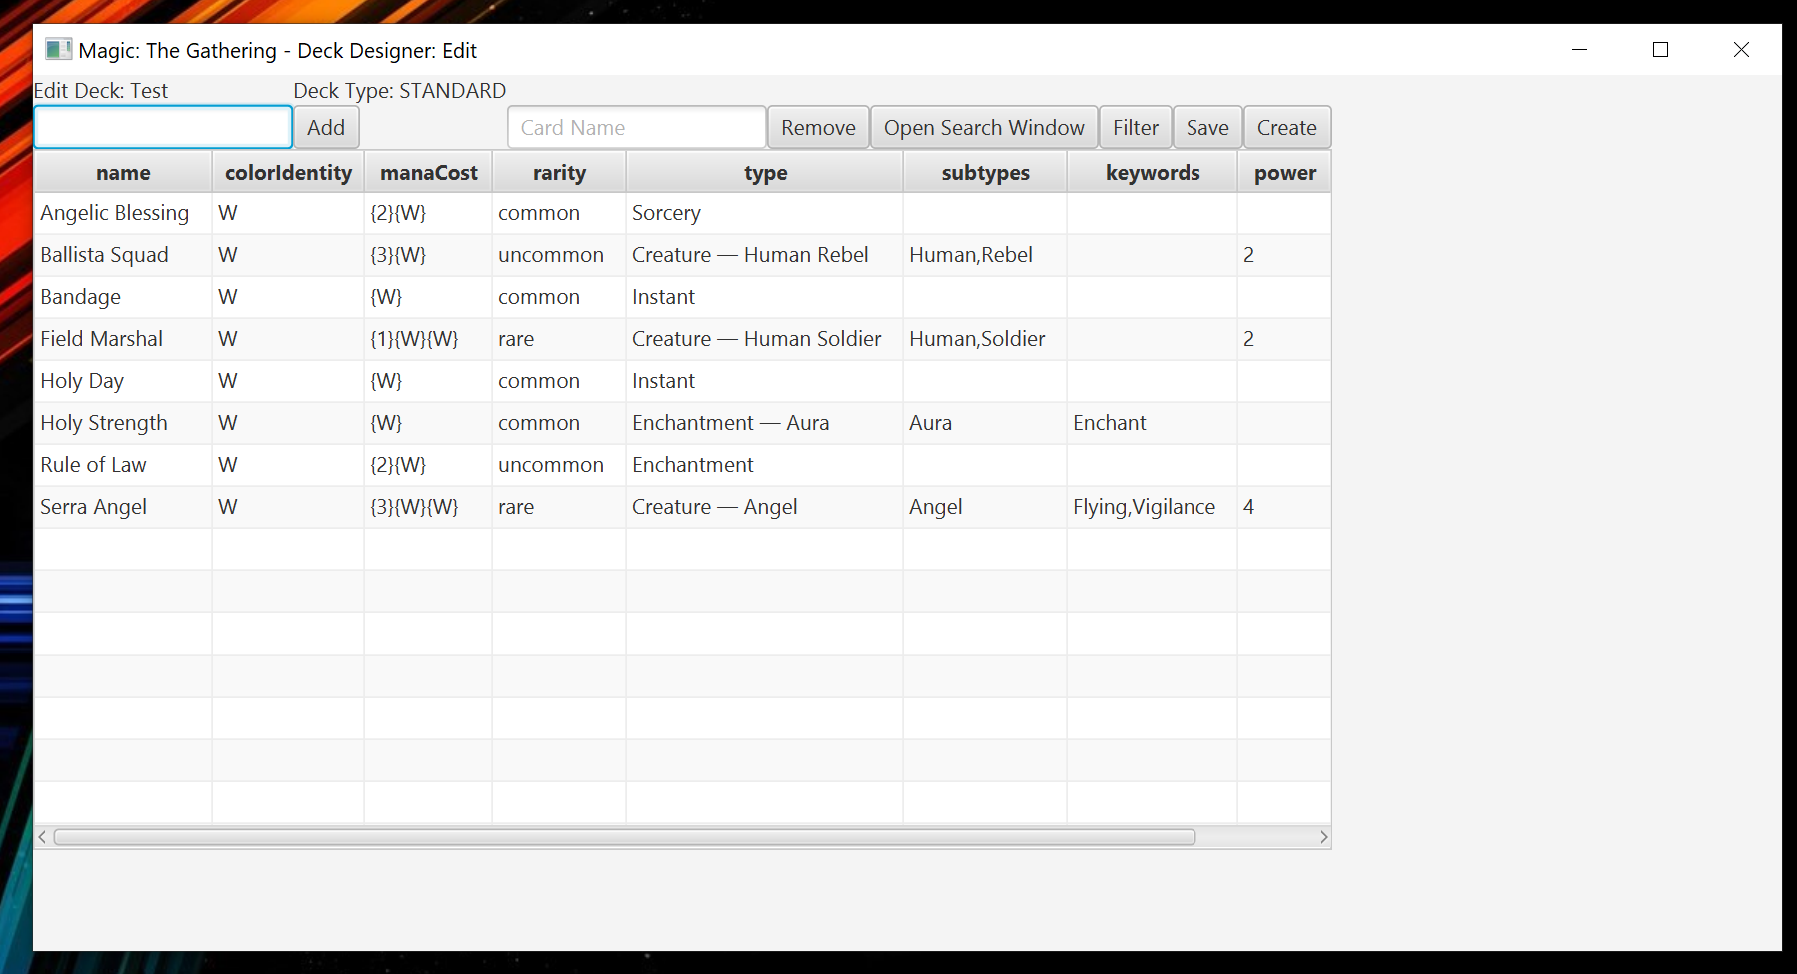 Magic: The Gathering - Deck Designer: Edit
Edit Deck: Test Deck Type: STANDARD
Add Card Name Remove Open Search Window Filter Save Create
name colorIdentity manaCost rarity type subtypes keywords power
Angelic Blessing W {2}{W} common Sorcery
Ballista Squad W {3}{W} uncommon Creature — Human Rebel Human,Rebel 2
Bandage W {W} common Instant
Field Marshal W {1}{W}{W} rare Creature — Human Soldier Human,Soldier 2
Holy Day W {W} common Instant
Holy Strength W {W} common Enchantment — Aura Aura Enchant
Rule of Law W {2}{W} uncommon Enchantment
Serra Angel W {3}{W}{W} rare Creature — Angel Angel Flying,Vigilance 4